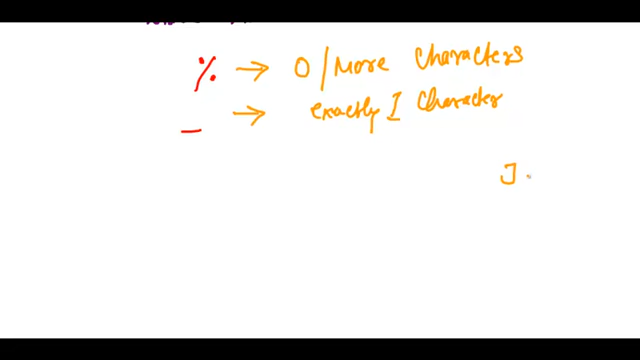 % → 0/More Characters
_ → exactly 1 Character
J